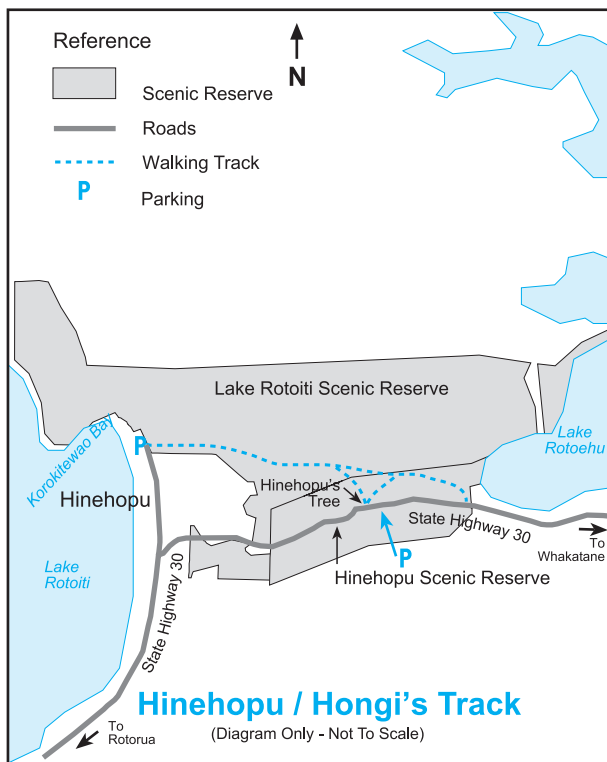 Reference
Scenic Reserve
Roads
Walking Track
P
Parking
N
Lake Rotoiti Scenic Reserve
Lake
Rotoehu
Korokitewao Bay
P
Hinehopu
Hinehopu's
Tree
State Highway 30
P
To
Whakatane
Hinehopu Scenic Reserve
Lake
Rotoiti
State Highway 30
Hinehopu / Hongi's Track
(Diagram Only - Not To Scale)
To
Rotorua